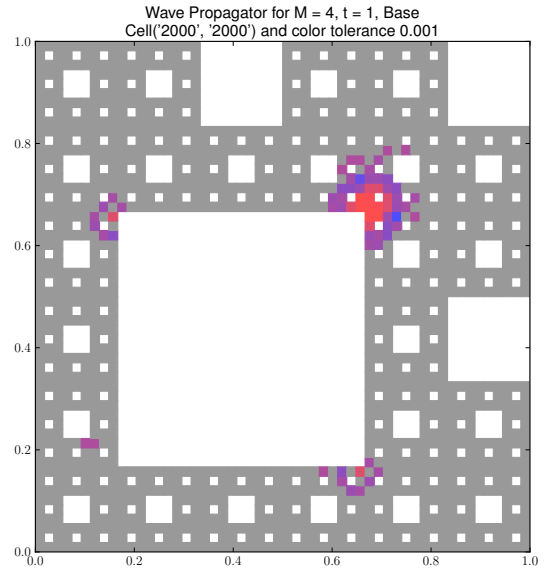 Wave Propagator for M = 4, t = 1, Base
Cell('2000', '2000') and color tolerance 0.001
1.0
0.8
0.6
0.4
0.2
0.0
0.0 0.2 0.4 0.6 0.8 1.0